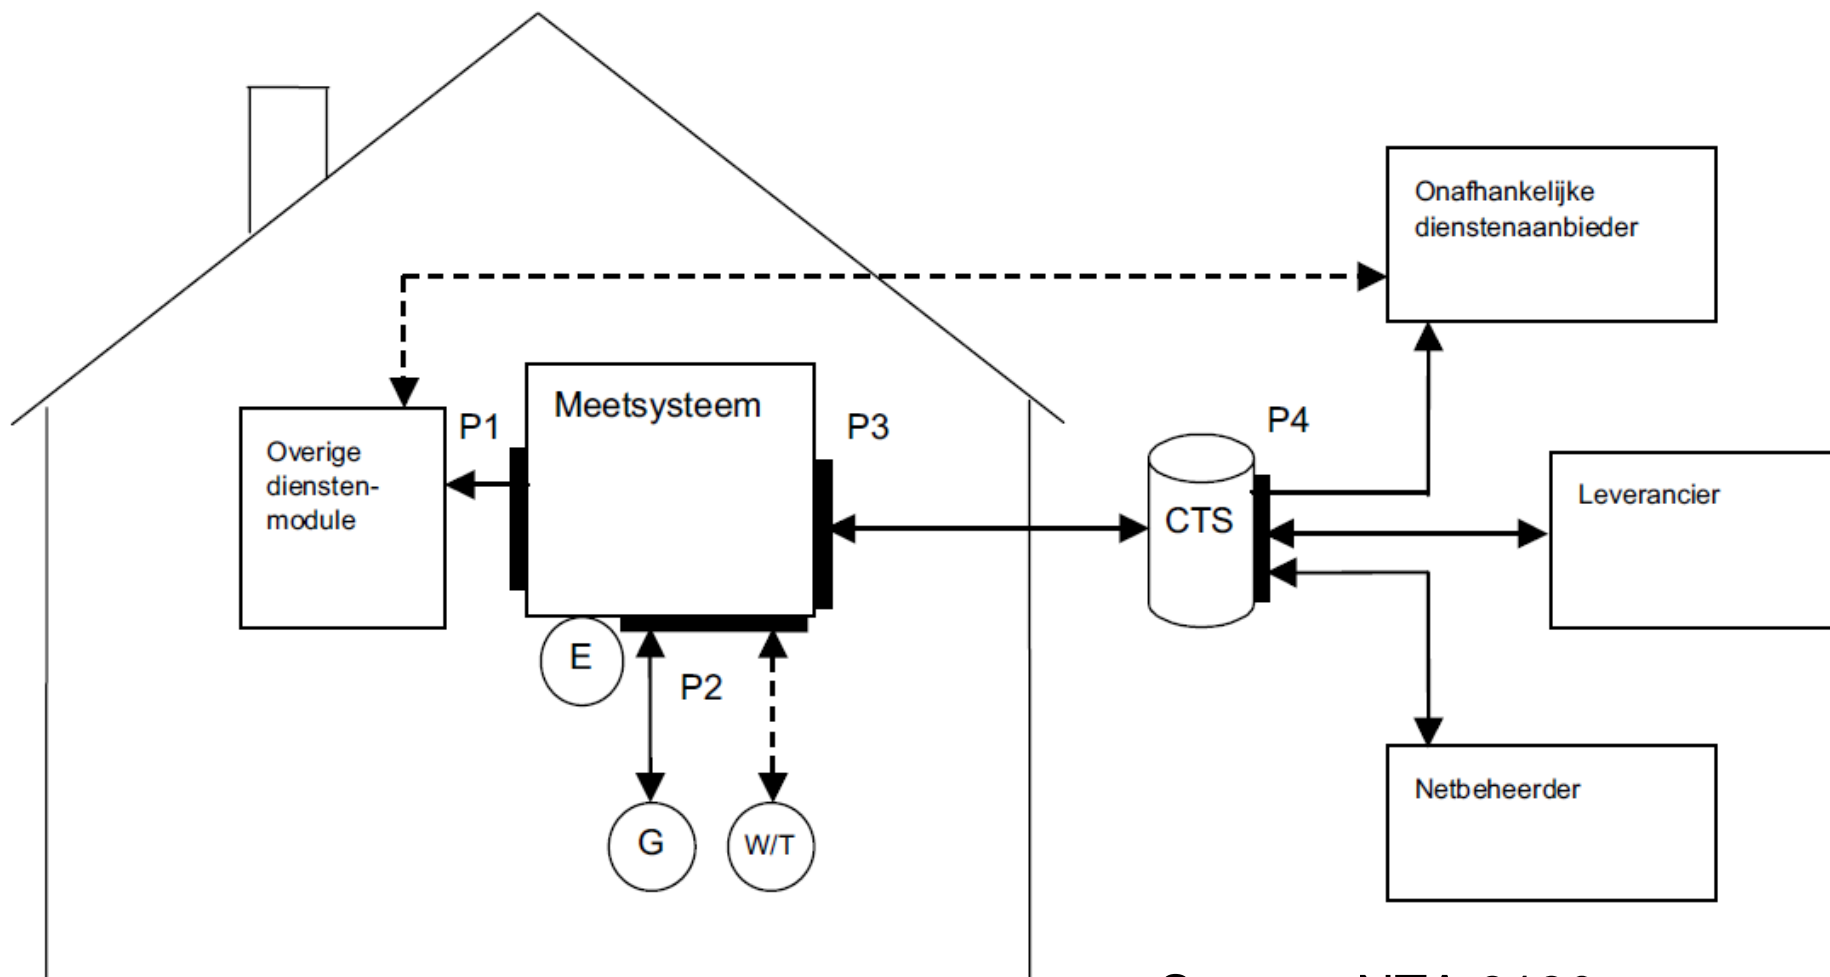 Onafhankelijke
dienstenaanbieder
Meetsysteem
P1
P3
P4
Overige
diensten-
module
Leverancier
CTS
E
P2
Netbeheerder
G
W/T